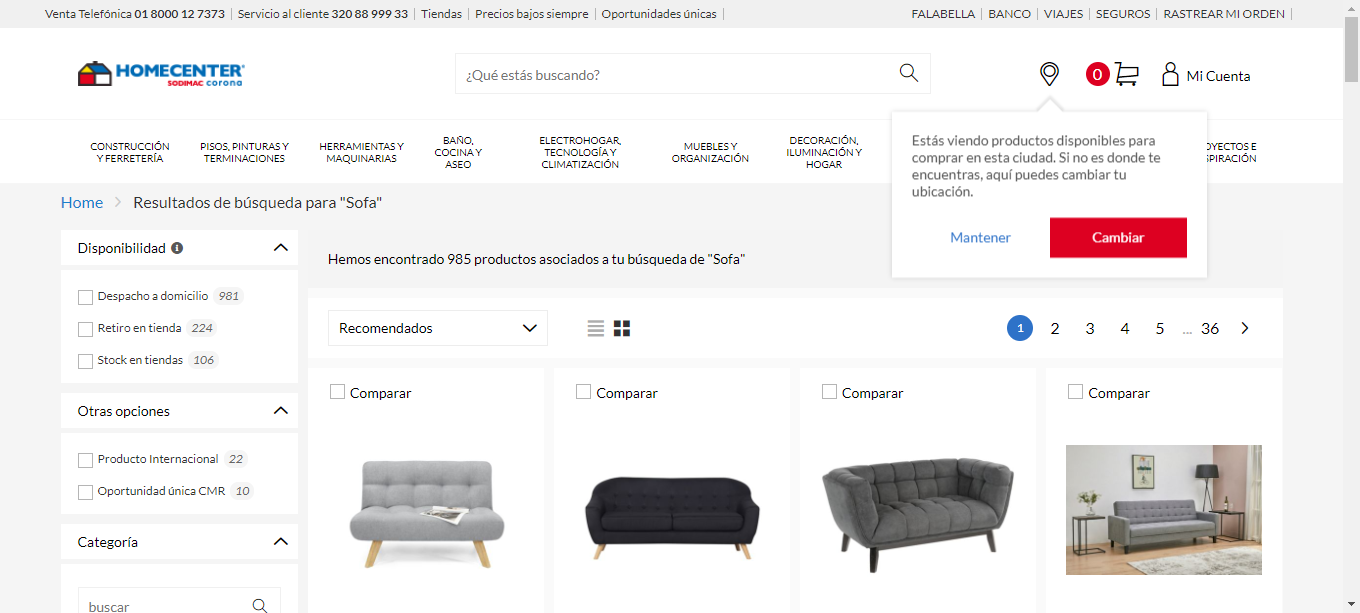 Venta Telefónica 01 8000 12 7373
Servicio al cliente 320 88 999 33
Tiendas
Precios bajos siempre
Oportunidades únicas
FALABELLA
BANCO
VIAJES
SEGUROS
RASTREAR MI ORDEN
HOMECENTER
SODIMAC corona
¿Qué estás buscando?
0
Mi Cuenta
CONSTRUCCIÓN
Y FERRETERÍA
PISOS, PINTURAS Y
TERMINACIONES
HERRAMIENTAS Y
MAQUINARIAS
BAÑO,
COCINA Y
ASEO
ELECTROHOGAR,
TECNOLOGÍA Y
CLIMATIZACIÓN
MUEBLES Y
ORGANIZACIÓN
DECORACIÓN,
ILUMINACIÓN Y
HOGAR
OYECTOS E
SPIRACIÓN
Estás viendo productos disponibles para
comprar en esta ciudad. Si no es donde te
encuentras, aquí puedes cambiar tu
ubicación.
Mantener
Cambiar
Home
Resultados de búsqueda para "Sofa"
Disponibilidad
Despacho a domicilio 981
Retiro en tienda 224
Stock en tiendas 106
Otras opciones
Producto Internacional 22
Oportunidad única CMR 10
Categoría
buscar
Hemos encontrado 985 productos asociados a tu búsqueda de "Sofa"
Recomendados
1 2 3 4 5 ... 36
Comparar
Comparar
Comparar
Comparar